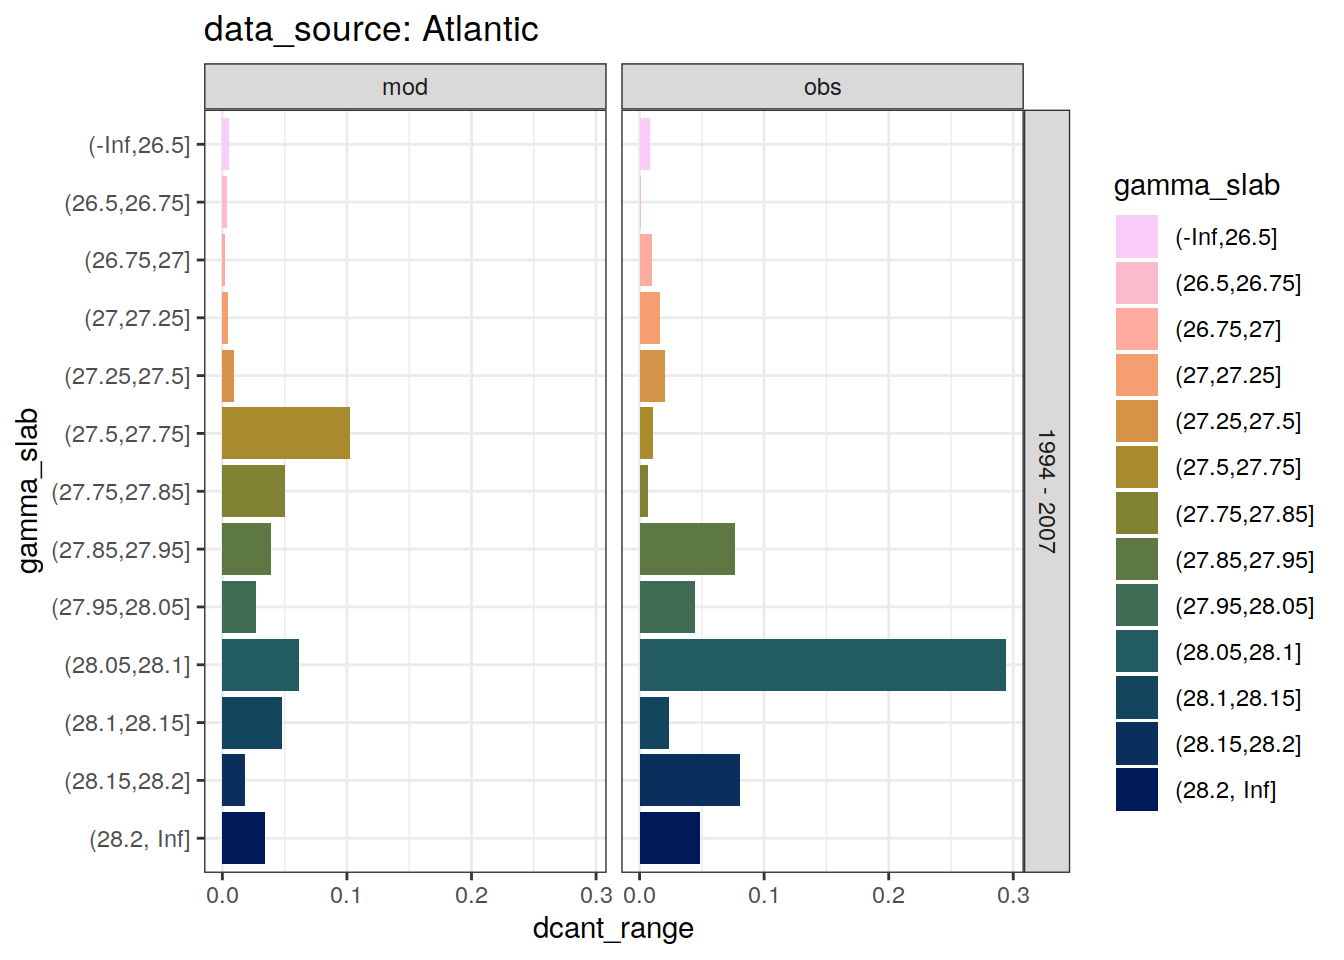 data_source: Atlantic
mod
obs
gamma_slab
(-Inf,26.5]
(26.5,26.75]
(26.75,27]
(27,27.25]
(27.25,27.5]
(27.5,27.75]
(27.75,27.85]
(27.85,27.95]
(27.95,28.05]
(28.05,28.1]
(28.1,28.15]
(28.15,28.2]
(28.2, Inf]
0.0 0.1 0.2 0.3
0.0 0.1 0.2 0.3
dcant_range
1994 - 2007
gamma_slab
(-Inf,26.5]
(26.5,26.75]
(26.75,27]
(27,27.25]
(27.25,27.5]
(27.5,27.75]
(27.75,27.85]
(27.85,27.95]
(27.95,28.05]
(28.05,28.1]
(28.1,28.15]
(28.15,28.2]
(28.2, Inf]